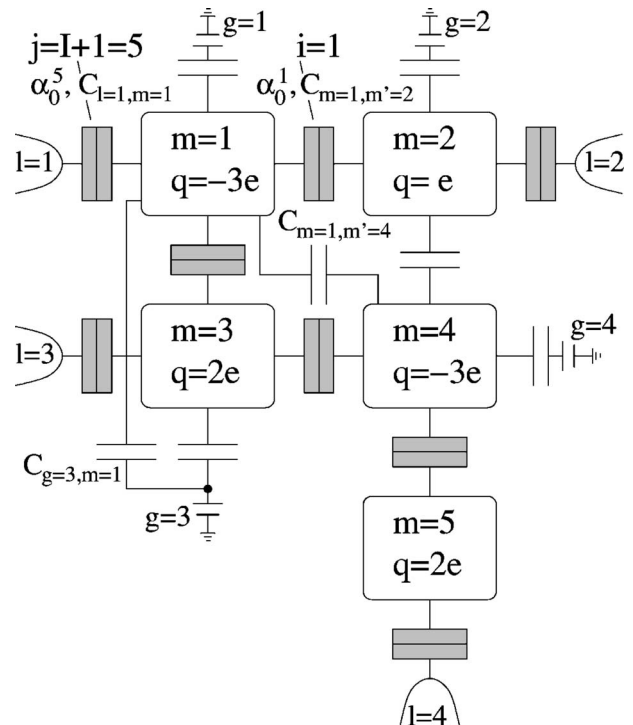 g=1
g=2
j=I+1=5
i=1
α₀⁵, C_{l=1,m=1}
α₀¹, C_{m=1,m'=2}
l=1
m=1
q=−3e
m=2
q= e
l=2
C_{m=1,m'=4}
l=3
m=3
q=2e
m=4
q=−3e
g=4
C_{g=3,m=1}
g=3
m=5
q=2e
l=4